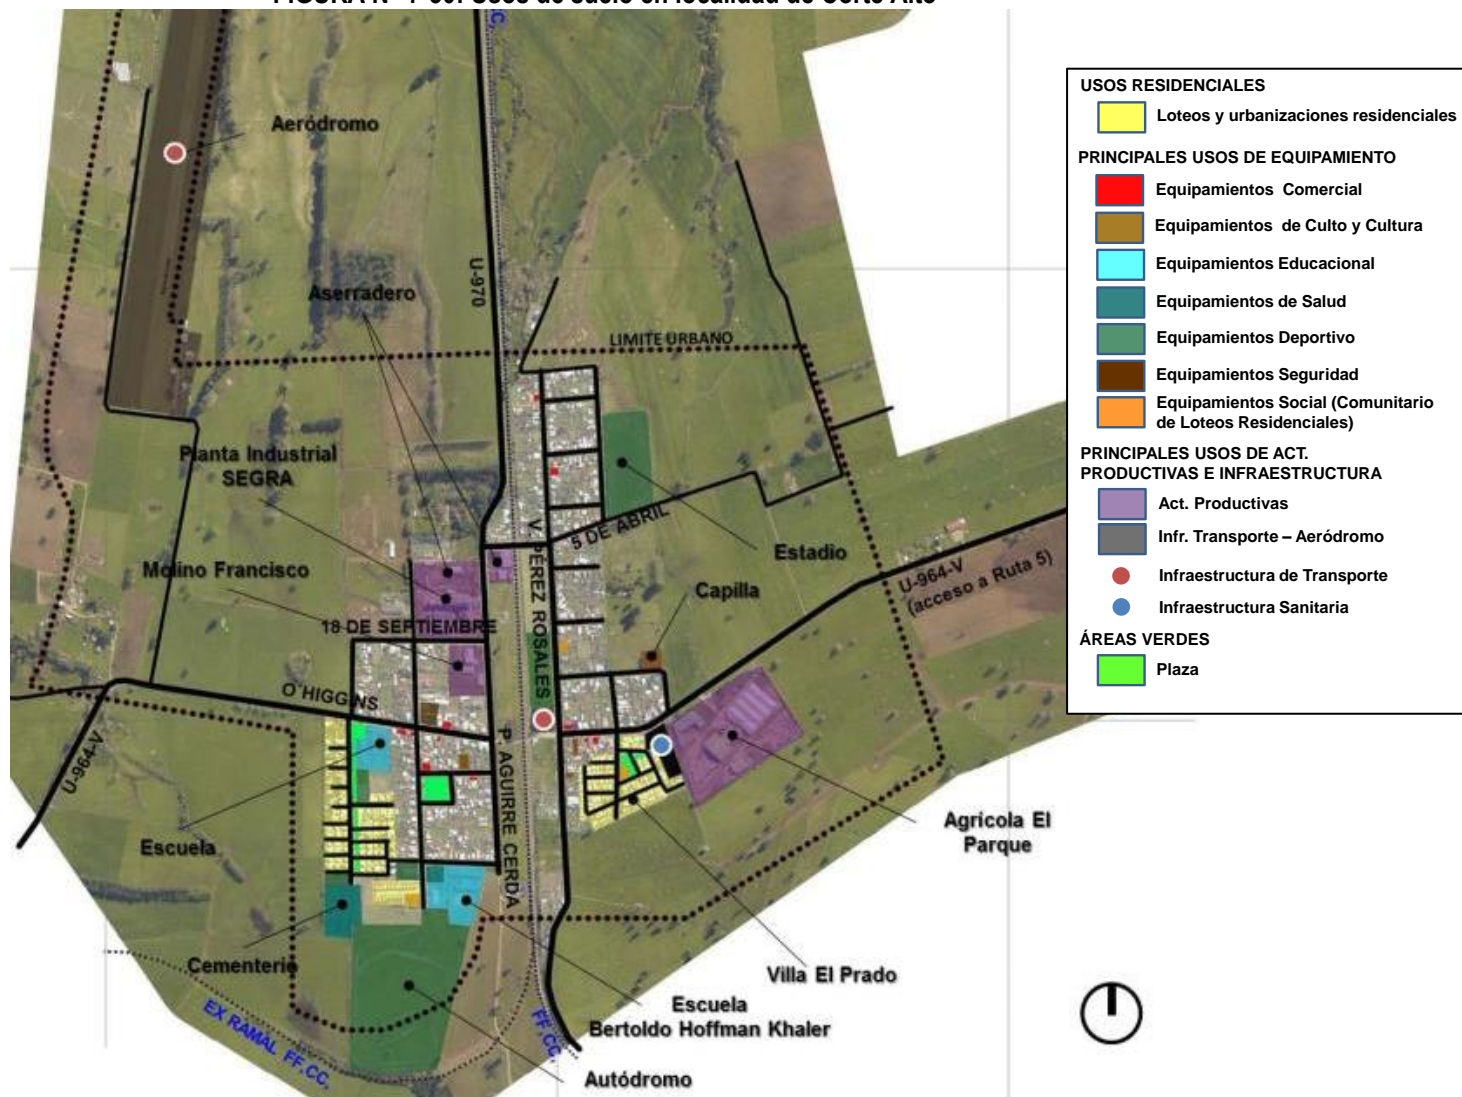 FF.CC,
Aeródromo
U-970
Aserradero
LIMITE URBANO
Planta Industrial
SEGRA
5 DE ABRIL
Estadio
V. PÉREZ ROSALES
Molino Francisco
Capilla
U-964-V
(acceso a Ruta 5)
18 DE SEPTIEMBRE
O´HIGGINS
U-964-V
P. AGUIRRE CERDA
Escuela
Agrícola El
Parque
Cementerio
Villa El Prado
Escuela
Bertoldo Hoffman Khaler
EX RAMAL FF.CC,
FF.CC,
Autódromo
USOS RESIDENCIALES
Loteos y urbanizaciones residenciales
PRINCIPALES USOS DE EQUIPAMIENTO
Equipamientos Comercial
Equipamientos de Culto y Cultura
Equipamientos Educacional
Equipamientos de Salud
Equipamientos Deportivo
Equipamientos Seguridad
Equipamientos Social (Comunitario
de Loteos Residenciales)
PRINCIPALES USOS DE ACT.
PRODUCTIVAS E INFRAESTRUCTURA
Act. Productivas
Infr. Transporte – Aeródromo
Infraestructura de Transporte
Infraestructura Sanitaria
ÁREAS VERDES
Plaza